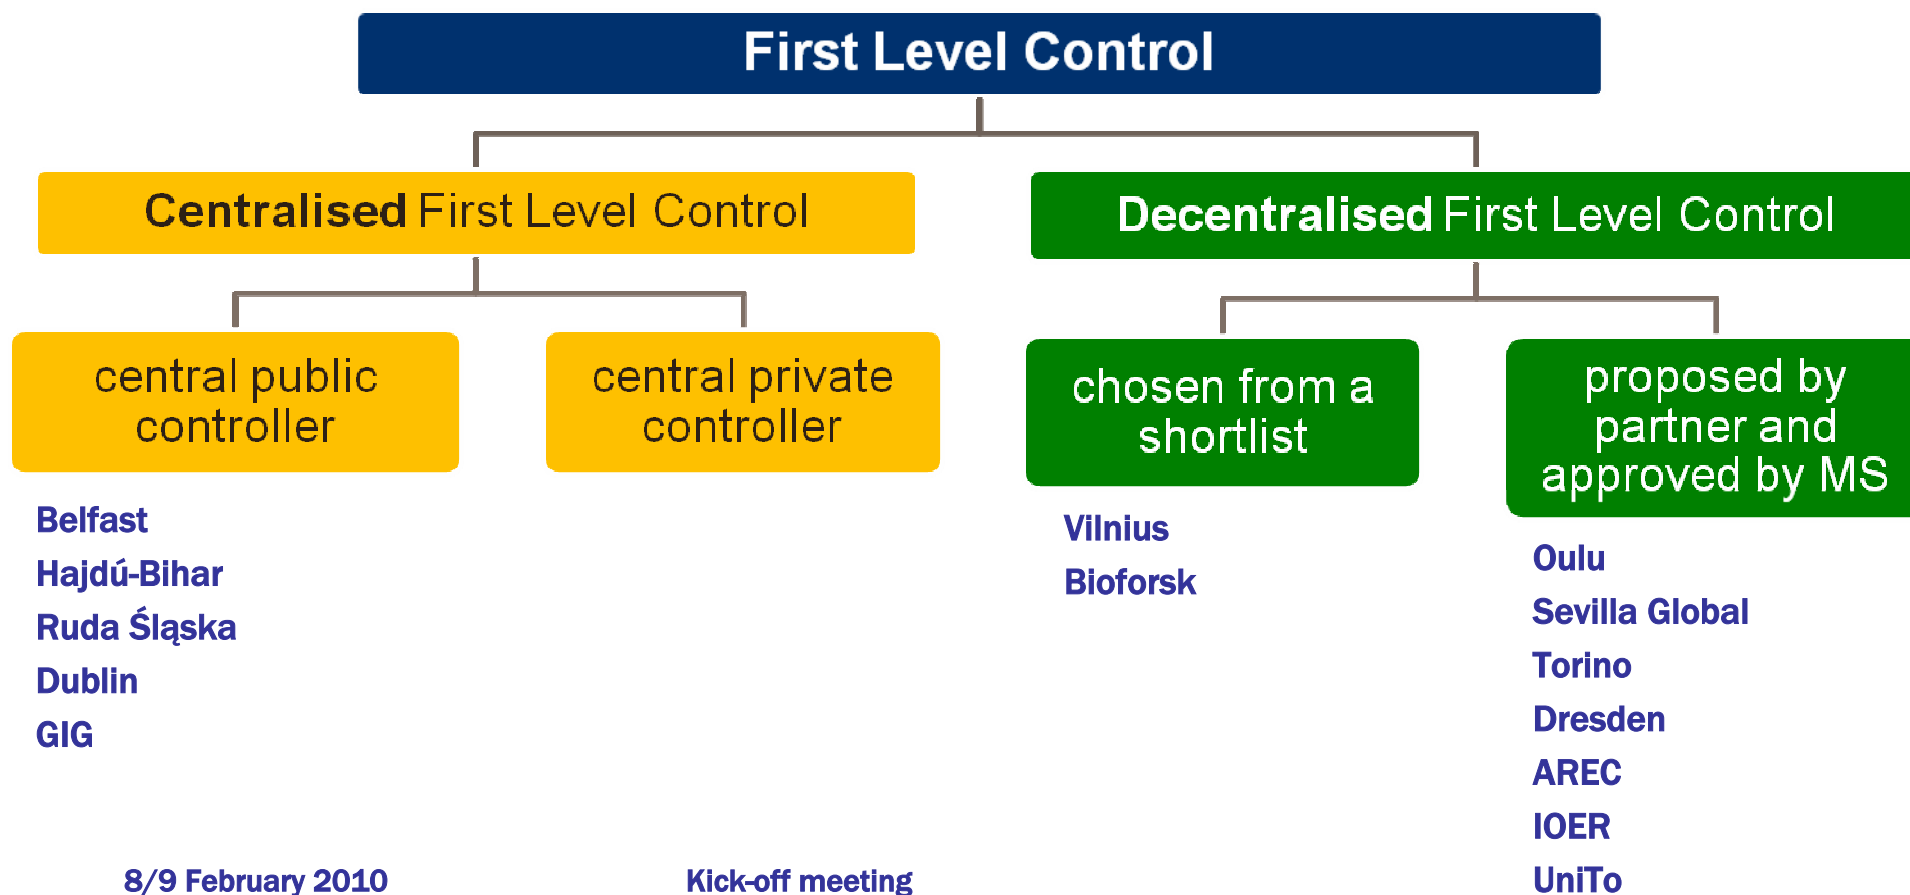 First Level Control
Centralised First Level Control
Decentralised First Level Control
central public
controller
central private
controller
chosen from a
shortlist
proposed by
partner and
approved by MS
Belfast
Hajdú-Bihar
Ruda Śląska
Dublin
GIG
Vilnius
Bioforsk
Oulu
Sevilla Global
Torino
Dresden
AREC
IOER
UniTo
8/9 February 2010
Kick-off meeting